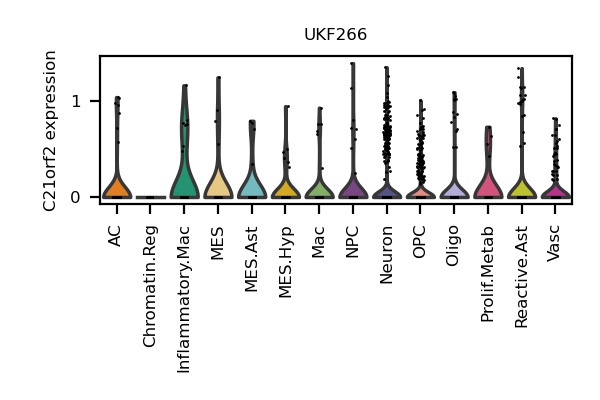 UKF266
C21orf2 expression
1
0
AC
Chromatin.Reg
Inflammatory.Mac
MES
MES.Ast
MES.Hyp
Mac
NPC
Neuron
OPC
Oligo
Prolif.Metab
Reactive.Ast
Vasc